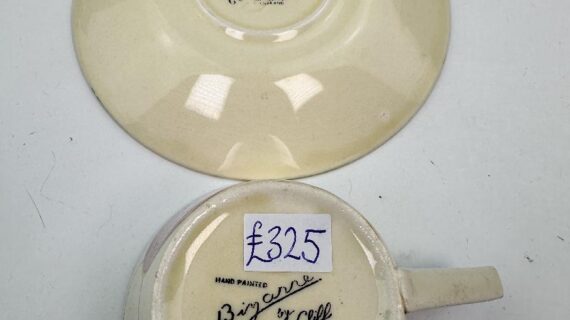 £325
HAND PAINTED
Bizarre
by Cliff